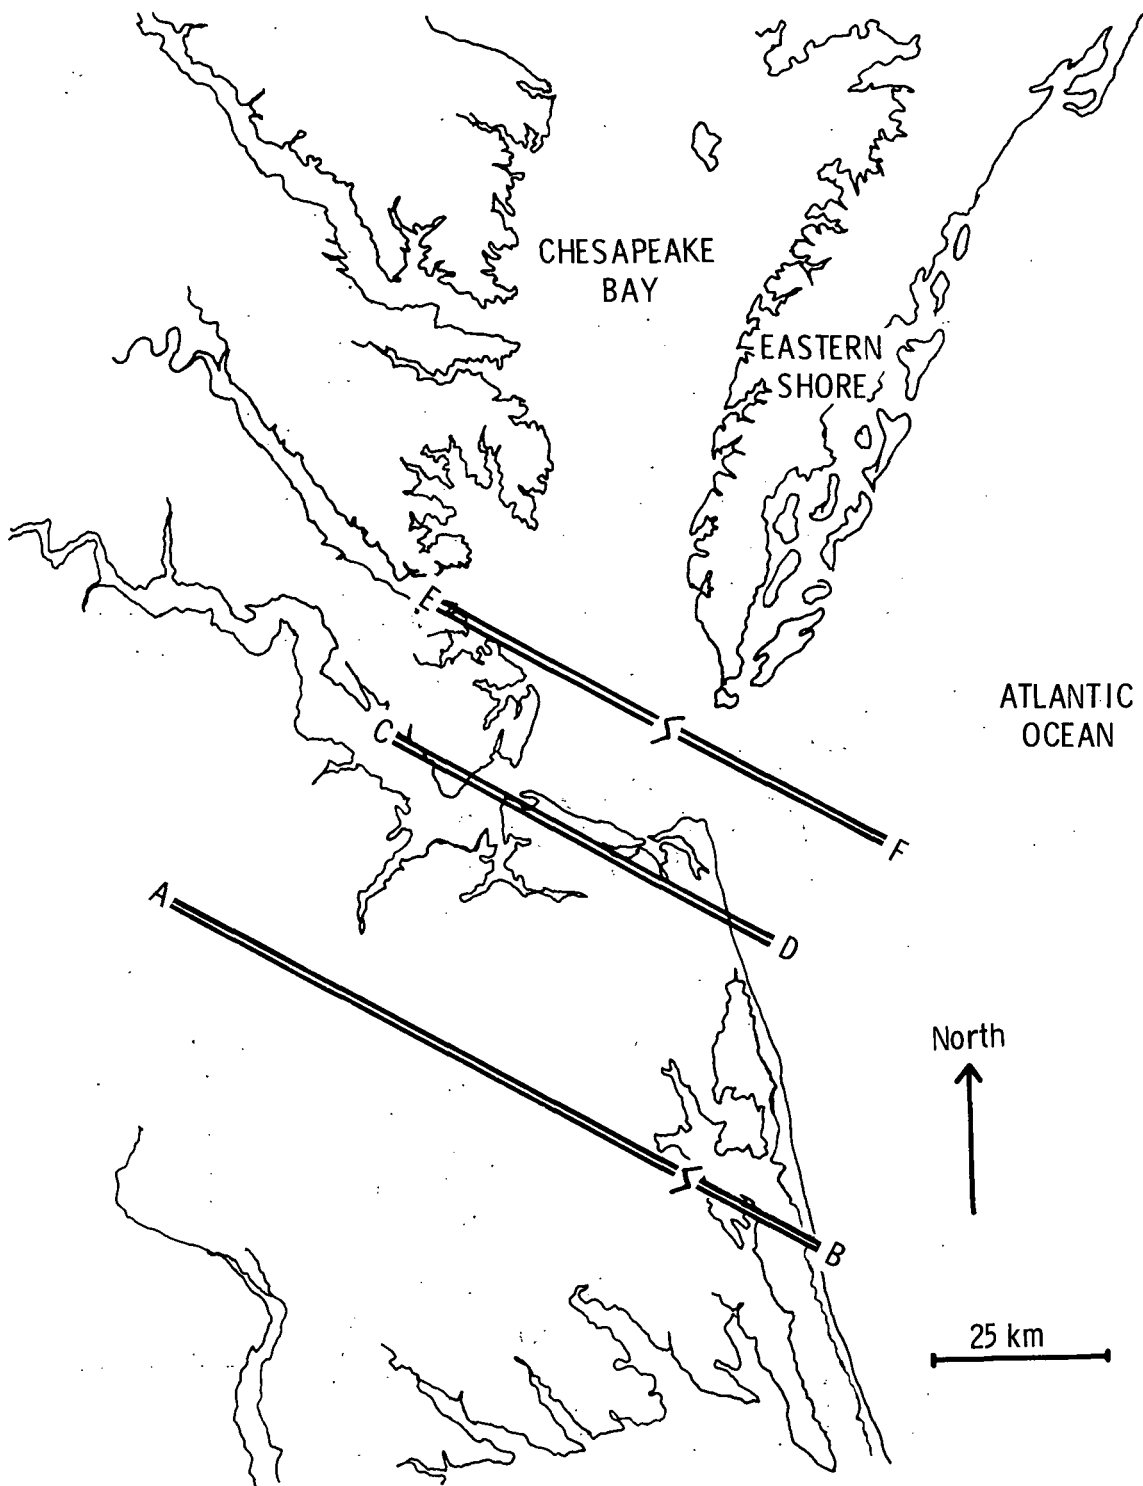 CHESAPEAKE
BAY
EASTERN
SHORE
E
ATLANTIC
OCEAN
C
F
A
D
North
B
25 km